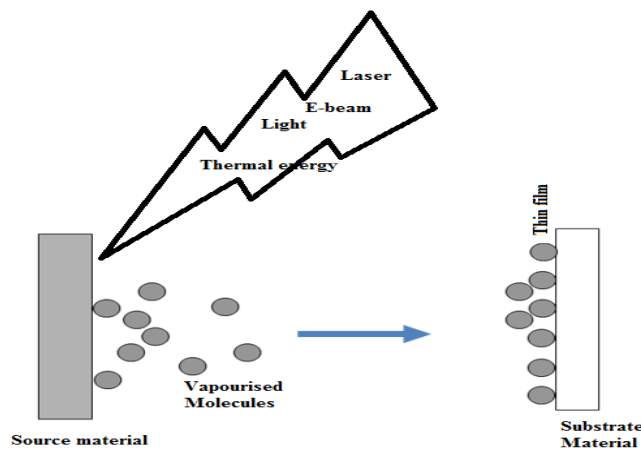 Laser
E-beam
Light
Thermal energy
Thin film
Vapourised
Molecules
Source material
Substrate
Material